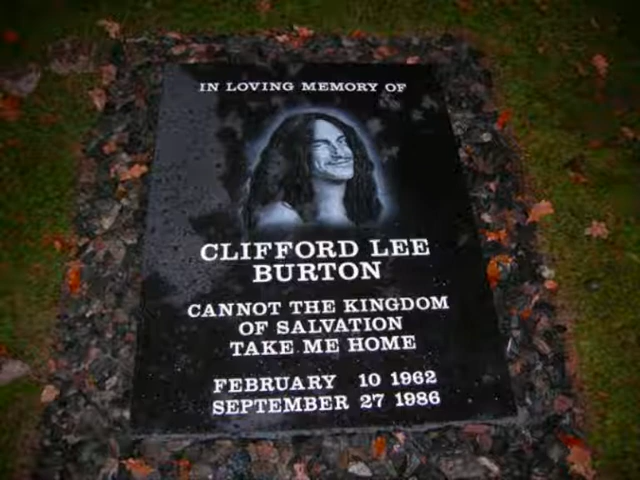 IN LOVING MEMORY OF
CLIFFORD LEE
BURTON
CANNOT THE KINGDOM
OF SALVATION
TAKE ME HOME
FEBRUARY 10 1962
SEPTEMBER 27 1986